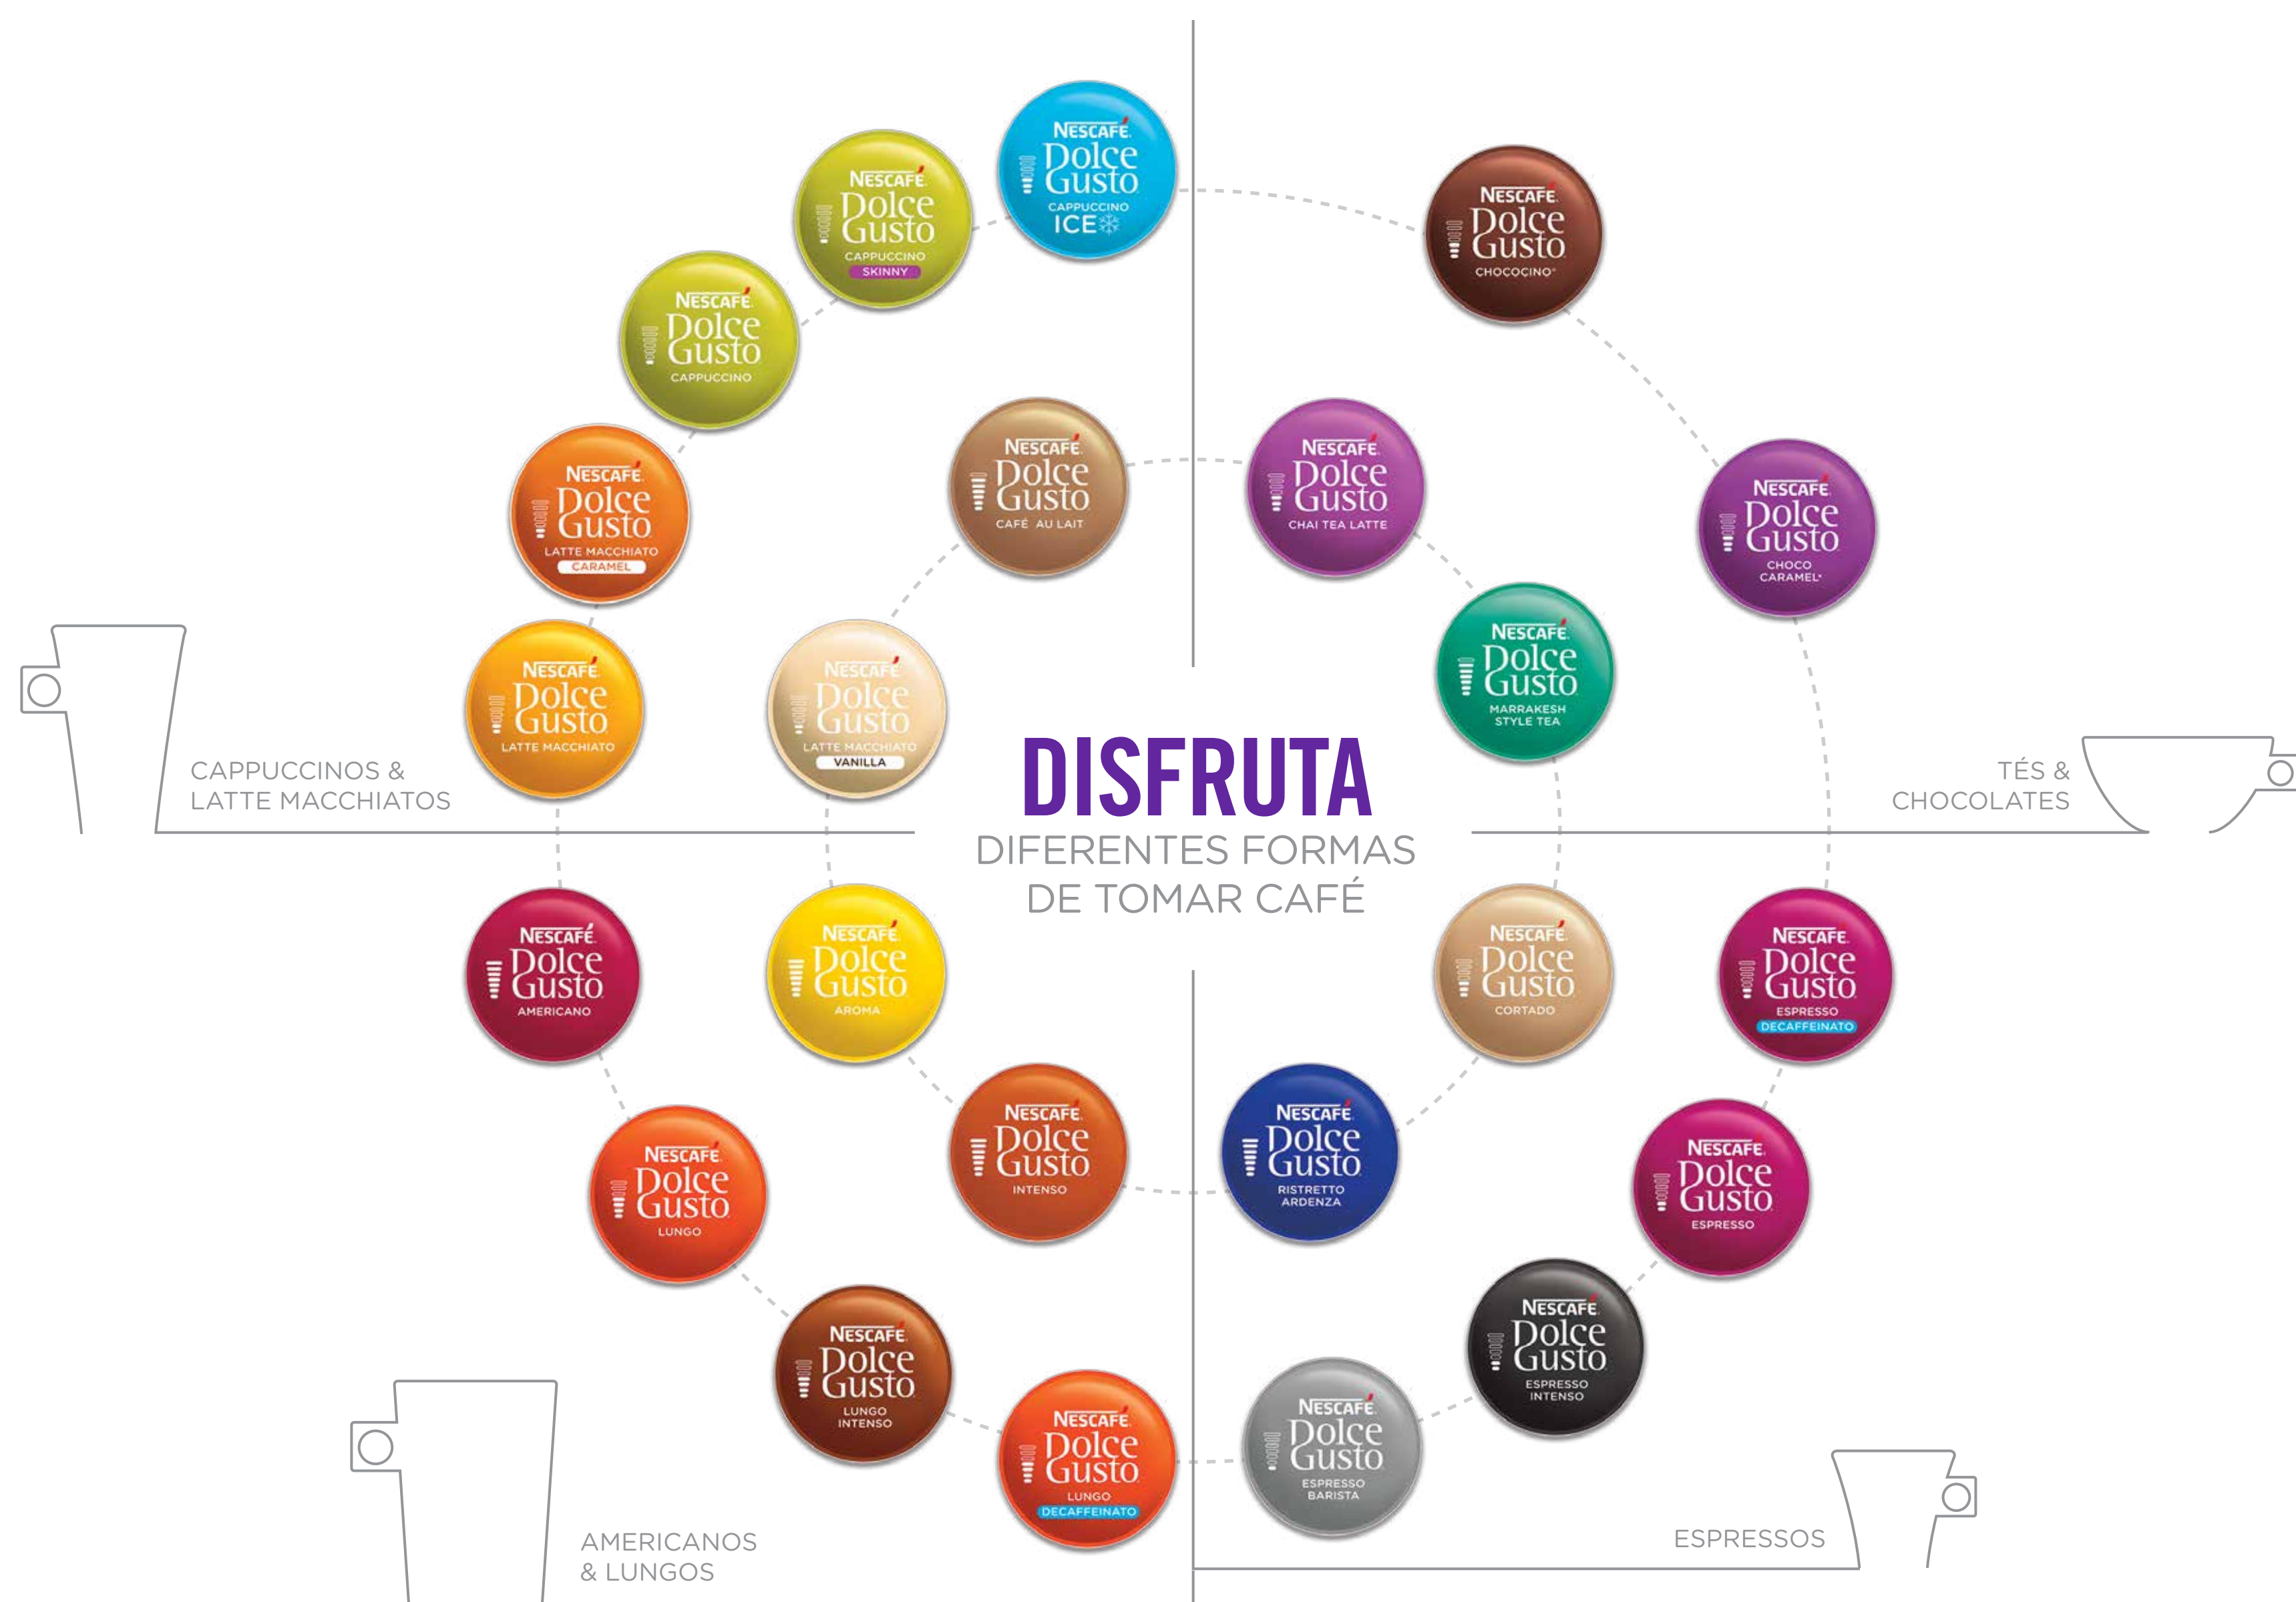 NESCAFÉ
Dolce
Gusto
CAPPUCCINO
ICE
NESCAFÉ
Dolce
Gusto
CAPPUCCINO
SKINNY
NESCAFÉ
Dolce
Gusto
CAPPUCCINO
NESCAFÉ
Dolce
Gusto
LATTE MACCHIATO
CARAMEL
NESCAFÉ
Dolce
Gusto
LATTE MACCHIATO
NESCAFÉ
Dolce
Gusto
CAFÉ AU LAIT
NESCAFÉ
Dolce
Gusto
LATTE MACCHIATO
VANILLA
CAPPUCCINOS &
LATTE MACCHIATOS
NESCAFÉ
Dolce
Gusto
CHOCOCINO*
NESCAFÉ
Dolce
Gusto
CHAI TEA LATTE
NESCAFÉ
Dolce
Gusto
CHOCO
CARAMEL*
NESCAFÉ
Dolce
Gusto
MARRAKESH
STYLE TEA
TÉS &
CHOCOLATES
DISFRUTA
DIFERENTES FORMAS
DE TOMAR CAFÉ
NESCAFÉ
Dolce
Gusto
AMERICANO
NESCAFÉ
Dolce
Gusto
AROMA
NESCAFÉ
Dolce
Gusto
LUNGO
NESCAFÉ
Dolce
Gusto
INTENSO
NESCAFÉ
Dolce
Gusto
LUNGO
INTENSO
NESCAFÉ
Dolce
Gusto
LUNGO
DECAFFEINATO
AMERICANOS
& LUNGOS
NESCAFÉ
Dolce
Gusto
CORTADO
NESCAFÉ
Dolce
Gusto
ESPRESSO
DECAFFEINATO
NESCAFÉ
Dolce
Gusto
RISTRETTO
ARDENZA
NESCAFÉ
Dolce
Gusto
ESPRESSO
NESCAFÉ
Dolce
Gusto
ESPRESSO
INTENSO
NESCAFÉ
Dolce
Gusto
ESPRESSO
BARISTA
ESPRESSOS